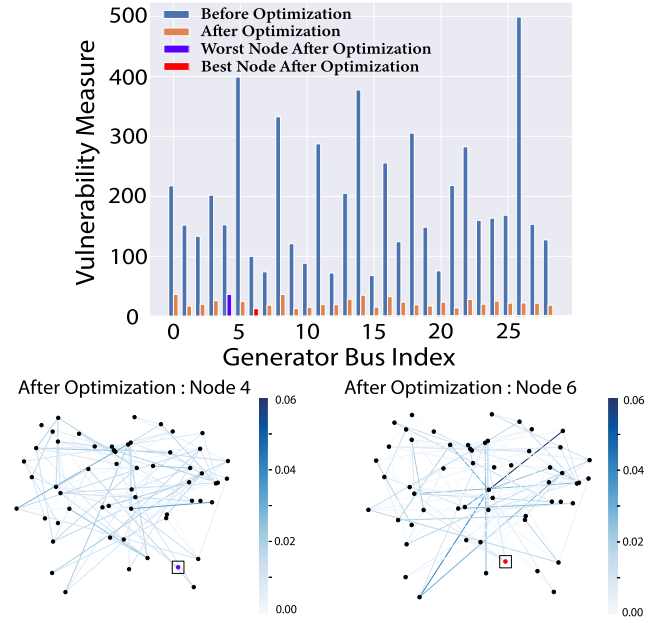 500
400
300
200
100
0
Vulnerability Measure
Before Optimization
After Optimization
Worst Node After Optimization
Best Node After Optimization
0 5 10 15 20 25
Generator Bus Index
After Optimization : Node 4
0.06
0.04
0.02
0.00
After Optimization : Node 6
0.06
0.04
0.02
0.00